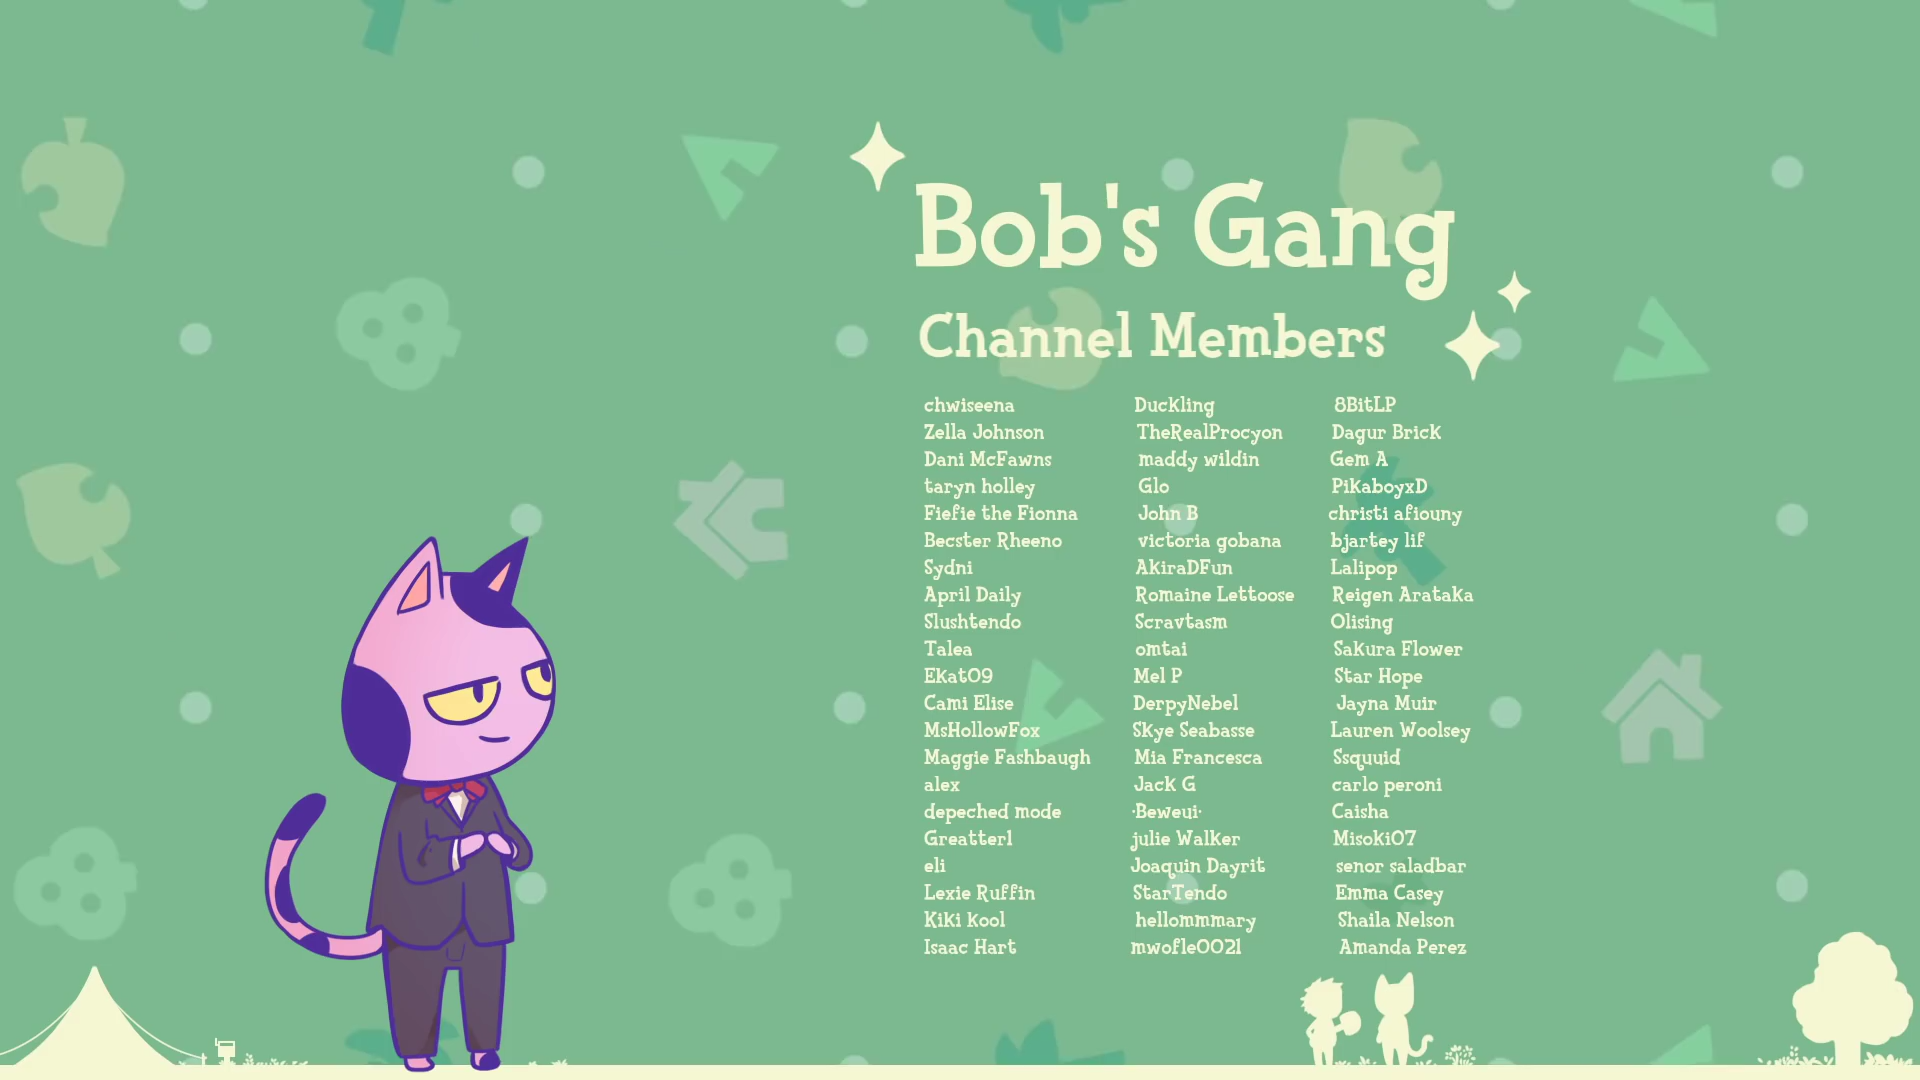 Bob's Gang
Channel Members
chwiseena
Zella Johnson
Dani McFawns
taryn holley
Fiefie the Fionna
Becster Rheeno
Sydni
April Daily
Slushtendo
Talea
Ekat09
Cami Elise
MsHollowFox
Maggie Fashbaugh
alex
depeched mode
Greatterl
eli
Lexie Ruffin
Kiki kool
Isaac Hart
Duckling
TheRealProcyon
maddy wildin
Glo
John B
victoria gobana
AkiraDFun
Romaine Lettoose
Scravtasm
omtai
Mel P
DerpyNebel
Skye Seabasse
Mia Francesca
Jack G
·Beweui·
julie Walker
Joaquin Dayrit
StarTendo
hellommmary
mwofle0021
8BitLP
Dagur Brick
Gem A
PikaboyxD
christi afiouny
bjartey lif
Lalipop
Reigen Arataka
Olising
Sakura Flower
Star Hope
Jayna Muir
Lauren Woolsey
Ssquuid
carlo peroni
Caisha
Misoki07
senor saladbar
Emma Casey
Shaila Nelson
Amanda Perez